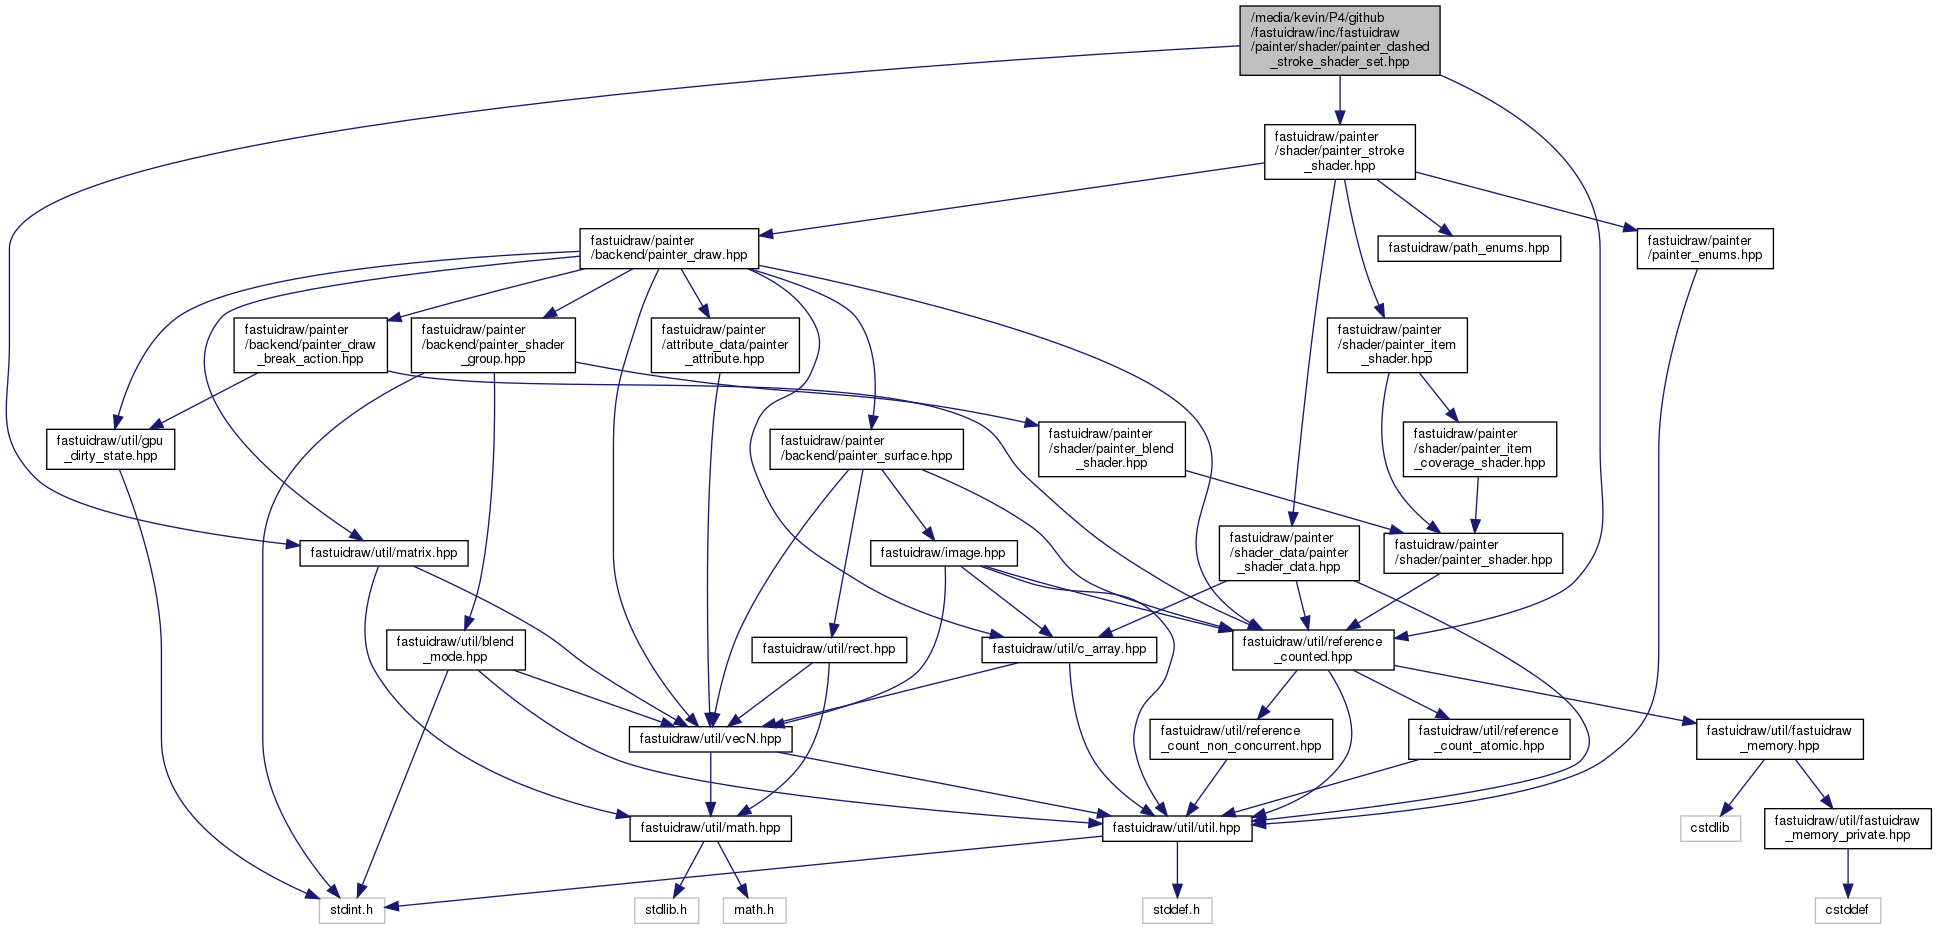 /media/kevin/P4/github
/fastuidraw/inc/fastuidraw
/painter/shader/painter_dashed
_stroke_shader_set.hpp
fastuidraw/painter
/shader/painter_stroke
_shader.hpp
fastuidraw/painter
/backend/painter_draw.hpp
fastuidraw/path_enums.hpp
fastuidraw/painter
/painter_enums.hpp
fastuidraw/painter
/backend/painter_draw
_break_action.hpp
fastuidraw/painter
/backend/painter_shader
_group.hpp
fastuidraw/painter
/attribute_data/painter
_attribute.hpp
fastuidraw/painter
/shader/painter_item
_shader.hpp
fastuidraw/util/gpu
_dirty_state.hpp
fastuidraw/painter
/backend/painter_surface.hpp
fastuidraw/painter
/shader/painter_blend
_shader.hpp
fastuidraw/painter
/shader/painter_item
_coverage_shader.hpp
fastuidraw/util/matrix.hpp
fastuidraw/image.hpp
fastuidraw/painter
/shader_data/painter
_shader_data.hpp
fastuidraw/painter
/shader/painter_shader.hpp
fastuidraw/util/blend
_mode.hpp
fastuidraw/util/rect.hpp
fastuidraw/util/c_array.hpp
fastuidraw/util/reference
_counted.hpp
fastuidraw/util/vecN.hpp
fastuidraw/util/reference
_count_non_concurrent.hpp
fastuidraw/util/reference
_count_atomic.hpp
fastuidraw/util/fastuidraw
_memory.hpp
fastuidraw/util/math.hpp
fastuidraw/util/util.hpp
cstdlib
fastuidraw/util/fastuidraw
_memory_private.hpp
stdint.h
stdlib.h
math.h
stddef.h
cstddef